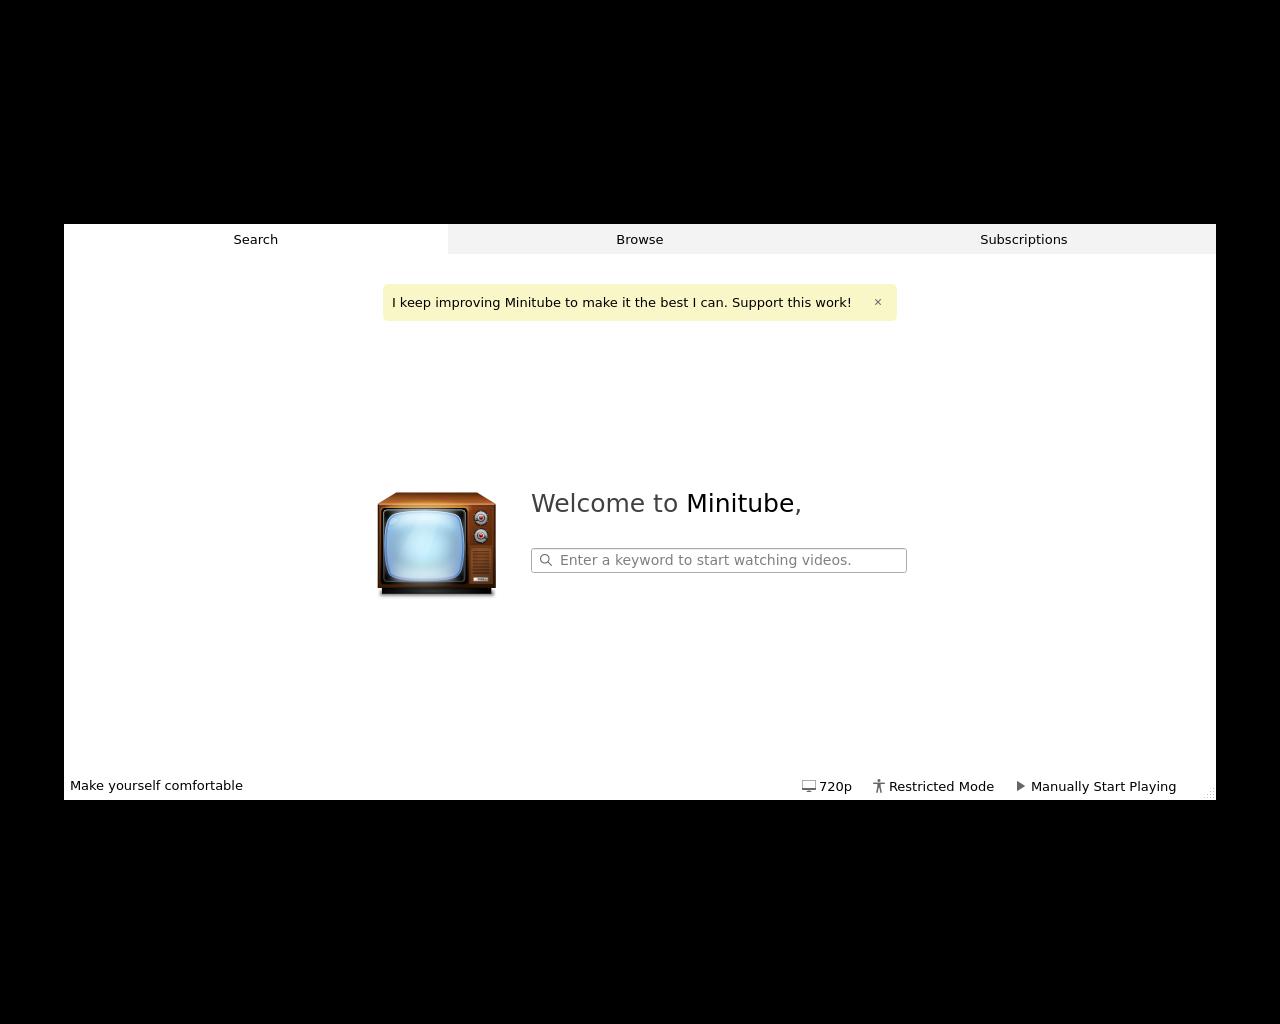 Search
Browse
Subscriptions
I keep improving Minitube to make it the best I can. Support this work!
×
Welcome to Minitube,
Enter a keyword to start watching videos.
Make yourself comfortable
720p
Restricted Mode
Manually Start Playing